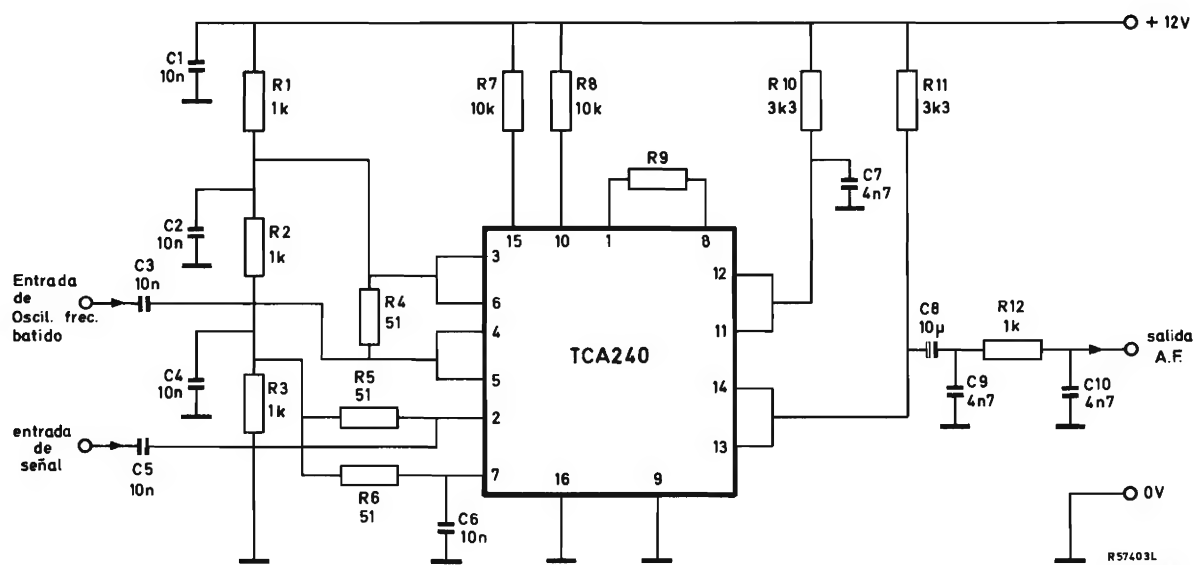 + 12V
C1
10n
R1
1k
R7
10k
R8
10k
R10
3k3
R11
3k3
R9
C7
4n7
C2
10n
R2
1k
15
10
1
8
3
6
4
5
2
7
12
11
14
13
16
9
TCA240
Entrada
de
Oscil. frec.
batido
C3
10n
R4
51
C4
10n
R3
1k
R5
51
entrada
de
señal
C5
10n
R6
51
C6
10n
C8
10µ
R12
1k
salida
A.F.
C9
4n7
C10
4n7
0V
R57403L